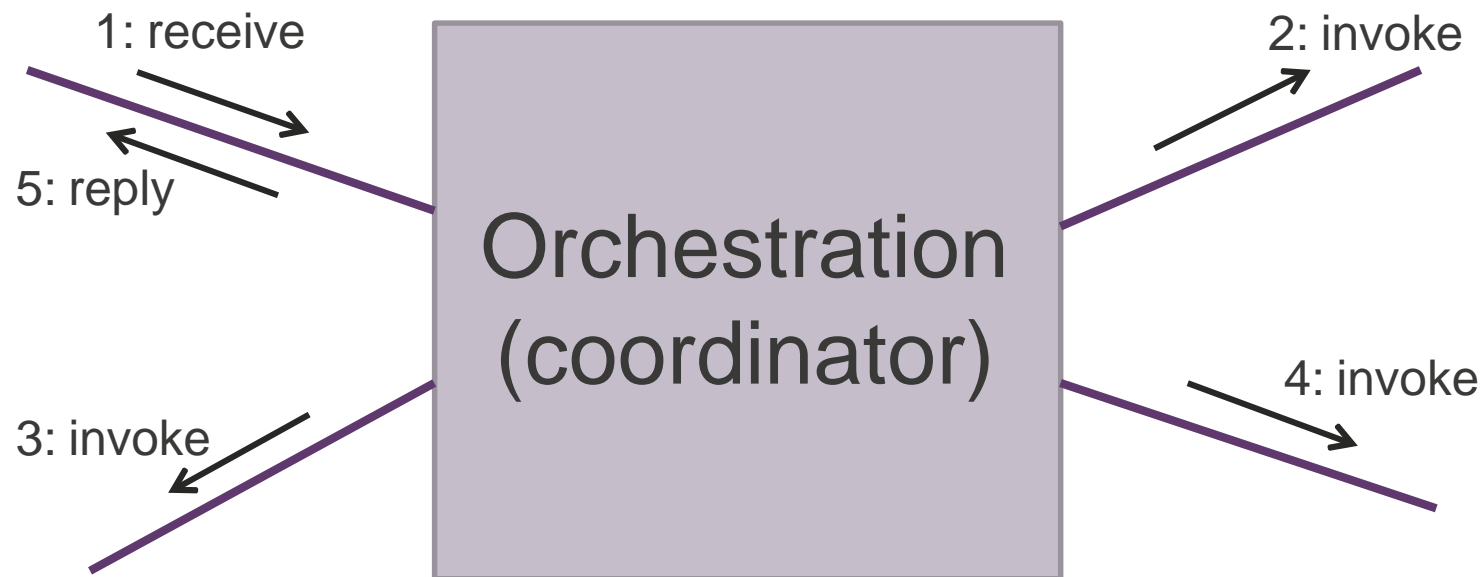 1: receive
2: invoke
5: reply
Orchestration
(coordinator)
3: invoke
4: invoke